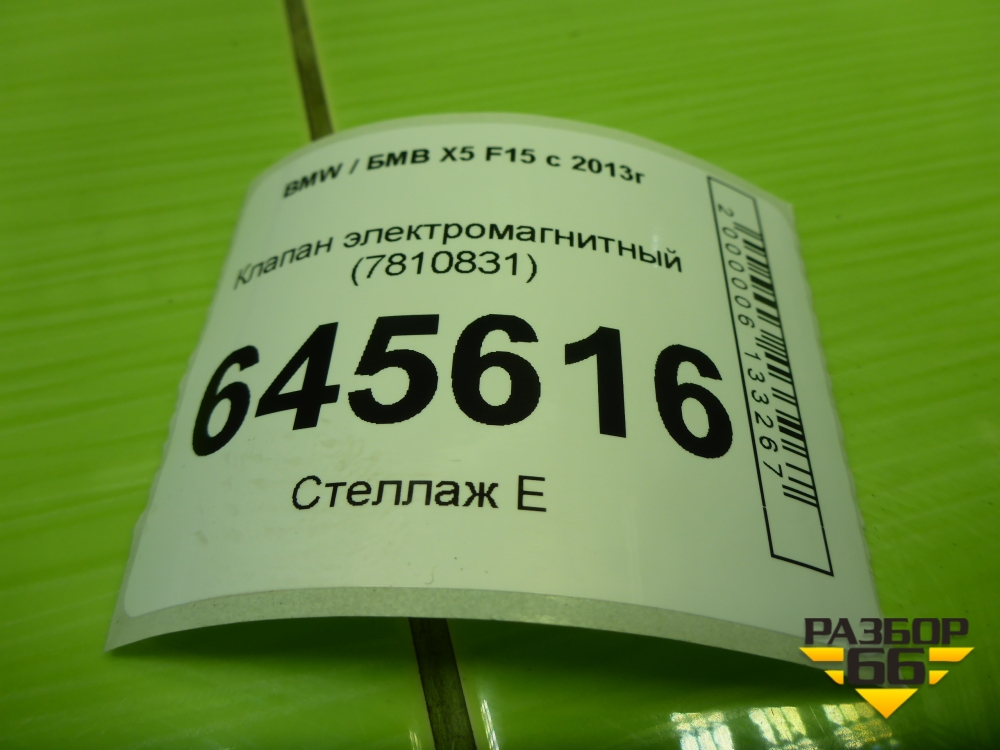 BMW / БМВ X5 F15 с 2013г
Клапан электромагнитный
(7810831)
645616
Стеллаж Е
2000006133267
РАЗБОР
66